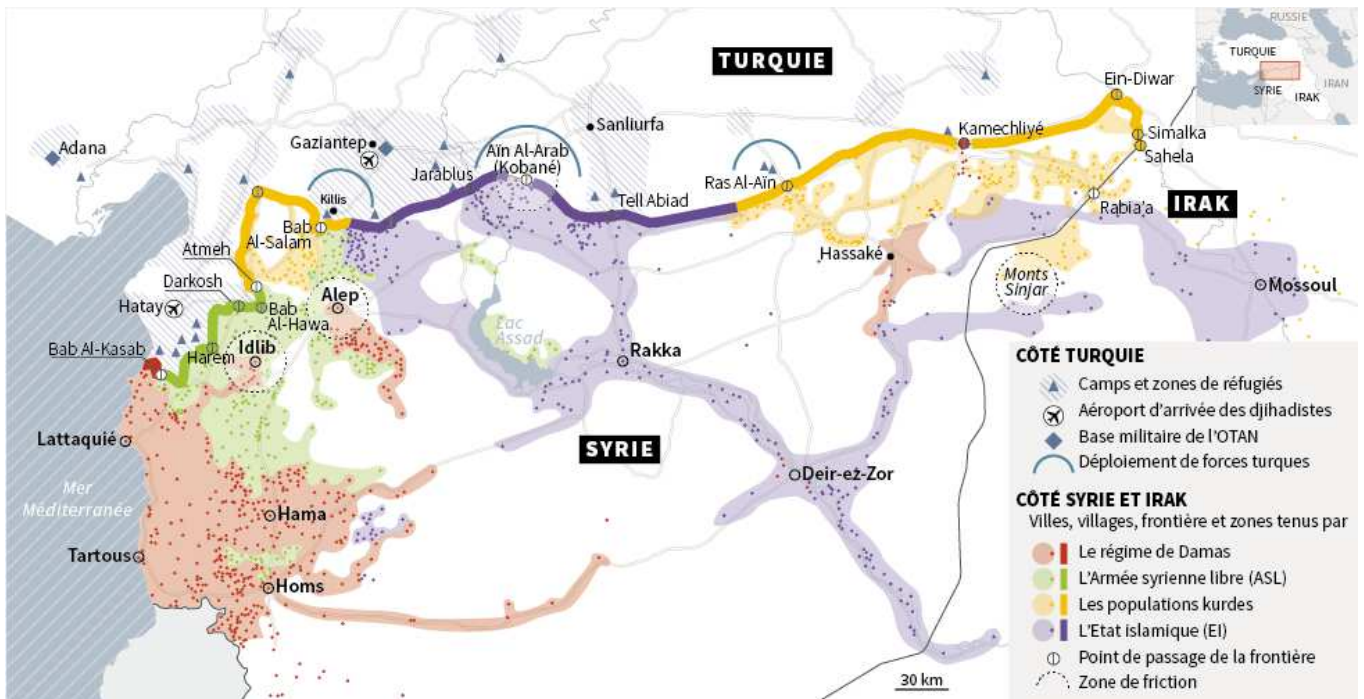 RUSSIE
TURQUIE
SYRIE
IRAK
IRAN
TURQUIE
Ein-Diwar
Adana
Gaziantep
Sanliurfa
Kamechliyé
Simalka
Sahela
Aïn Al-Arab
(Kobané)
Jarablus
Killis
Ras Al-Aïn
Tell Abiad
Rabia'a
IRAK
Bab
Al-Salam
Atmeh
Hassaké
Darkosh
Monts
Sinjar
Mossoul
Hatay
Alep
Bab
Al-Hawa
Lac
Assad
Bab Al-Kasab
Harem
Idlib
Rakka
Lattaquié
SYRIE
Deir-ez-Zor
Mer
Méditerranée
Hama
Tartous
Homs
30 km
CÔTÉ TURQUIE
Camps et zones de réfugiés
Aéroport d'arrivée des djihadistes
Base militaire de l'OTAN
Déploiement de forces turques
CÔTÉ SYRIE ET IRAK
Villes, villages, frontière et zones tenus par
Le régime de Damas
L'Armée syrienne libre (ASL)
Les populations kurdes
L'Etat islamique (EI)
Point de passage de la frontière
Zone de friction